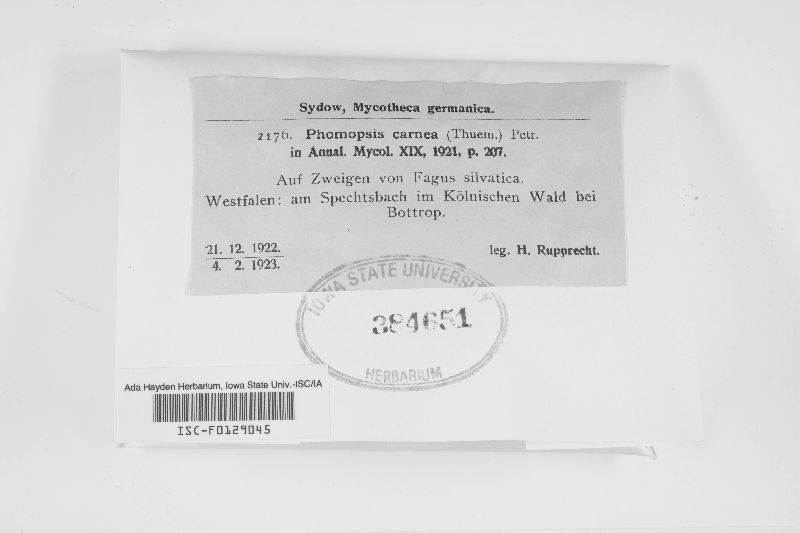 Sydow, Mycotheca germanica.
2176. Phomopsis carnea (Thuem.) Petr.
in Annal. Mycol. XIX, 1921, p. 207.
Auf Zweigen von Fagus silvatica.
Westfalen: am Spechtsbach im Kölnischen Wald bei
Bottrop.
21. 12. 1922.
4. 2. 1923.
leg. H. Rupprecht.
IOWA STATE UNIVERSITY
384651
HERBARIUM
Ada Hayden Herbarium, Iowa State Univ.-ISC/IA
ISC-F0129045